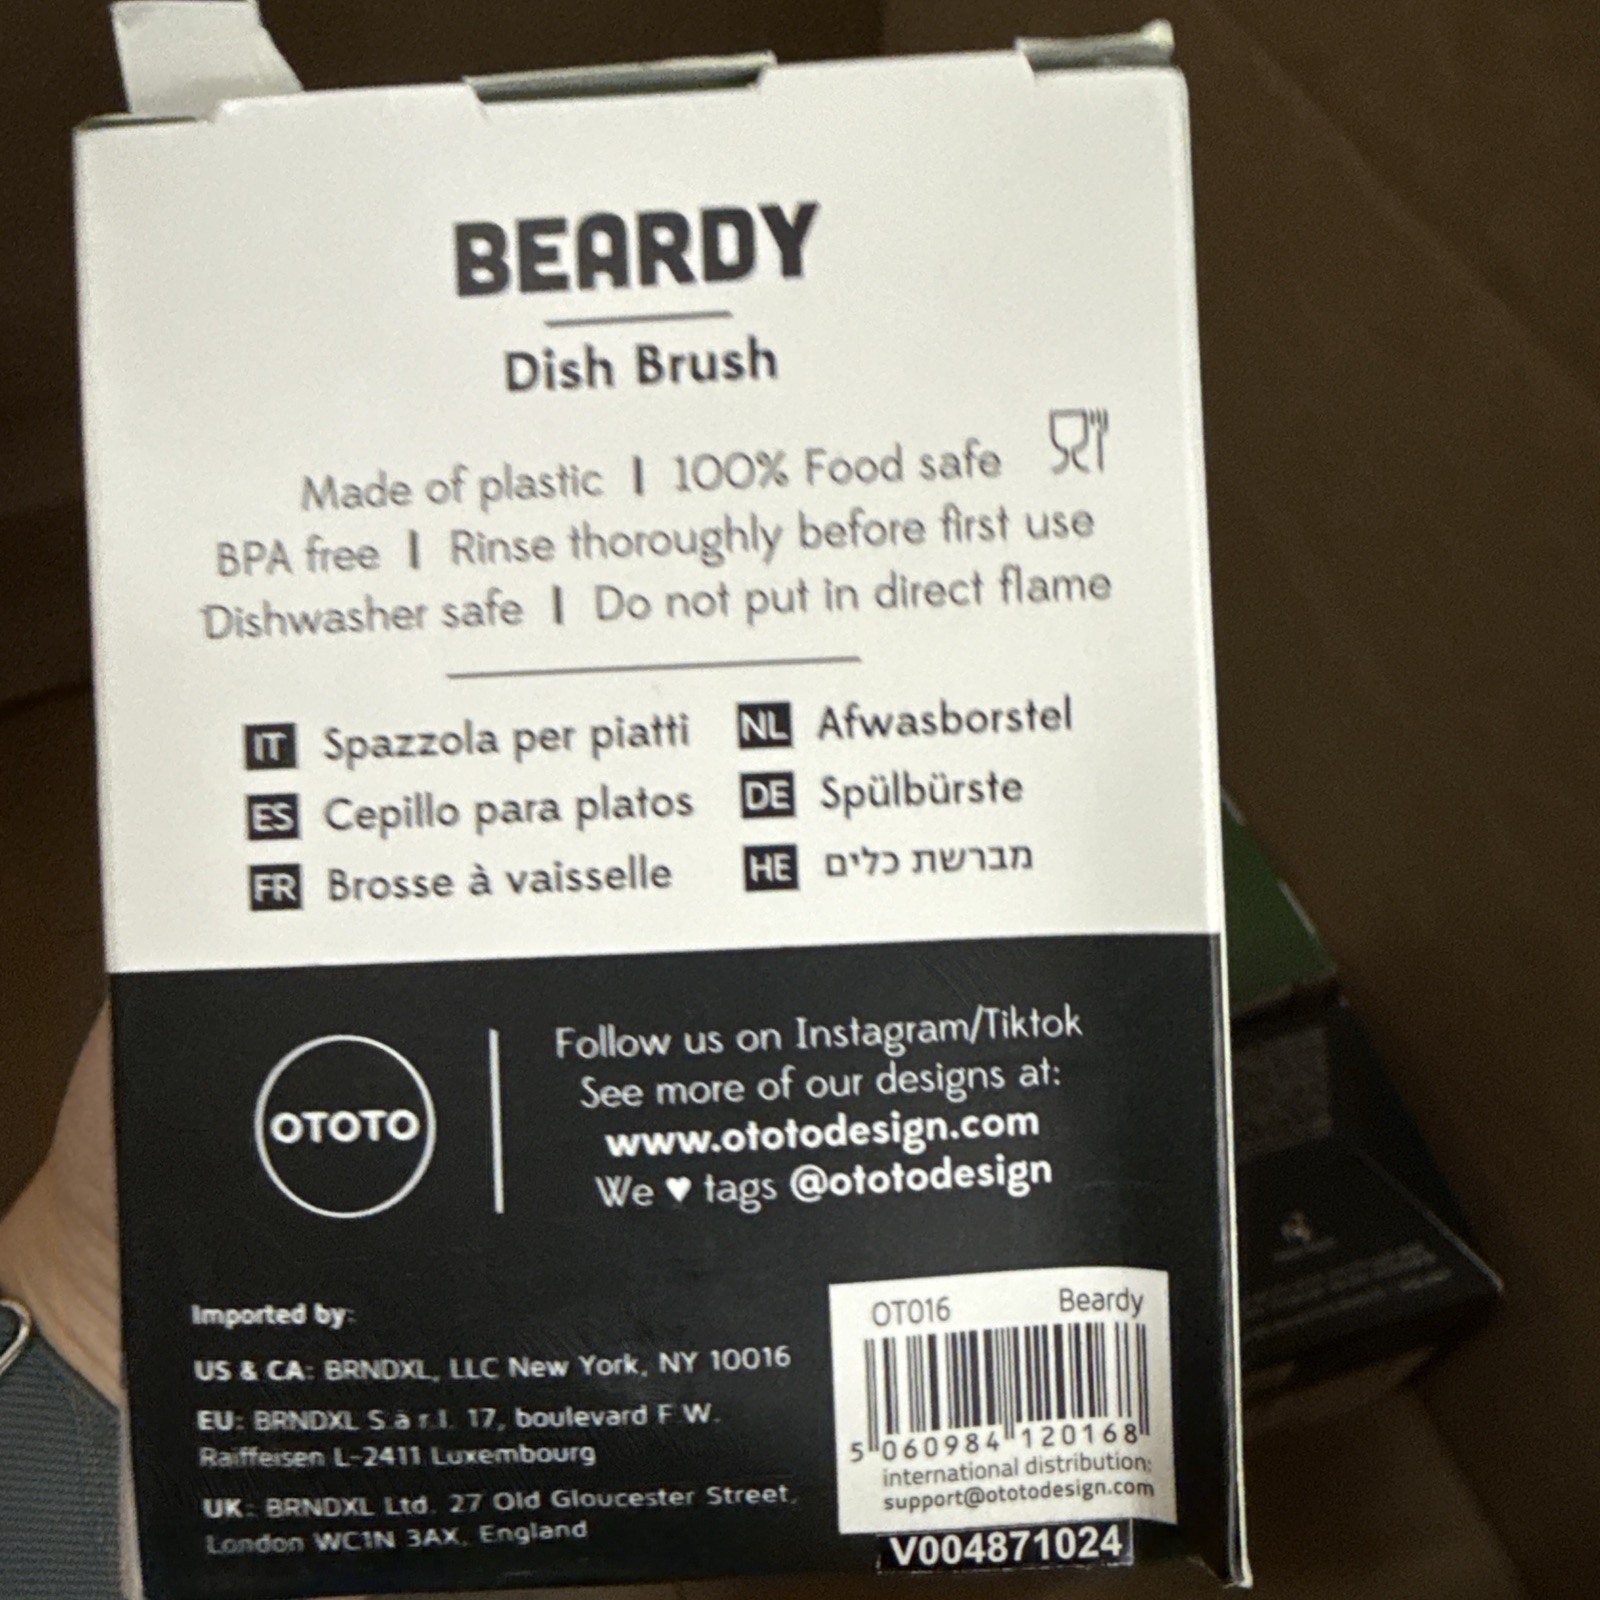 BEARDY
Dish Brush
Made of plastic | 100% Food safe
BPA free | Rinse thoroughly before first use
Dishwasher safe | Do not put in direct flame
IT Spazzola per piatti
ES Cepillo para platos
FR Brosse à vaisselle
NL Afwasborstel
DE Spülbürste
HE מברשת כלים
OTOTO
Follow us on Instagram/Tiktok
See more of our designs at:
www.ototodesign.com
We ♥ tags @ototodesign
Imported by:
US & CA: BRNDXL, LLC New York, NY 10016
EU: BRNDXL S.à r.l. 17, boulevard F.W.
Raiffeisen L-2411 Luxembourg
UK: BRNDXL Ltd. 27 Old Gloucester Street,
London WC1N 3AX, England
OT016 Beardy
5 060984 120168
international distribution:
support@ototodesign.com
V004871024